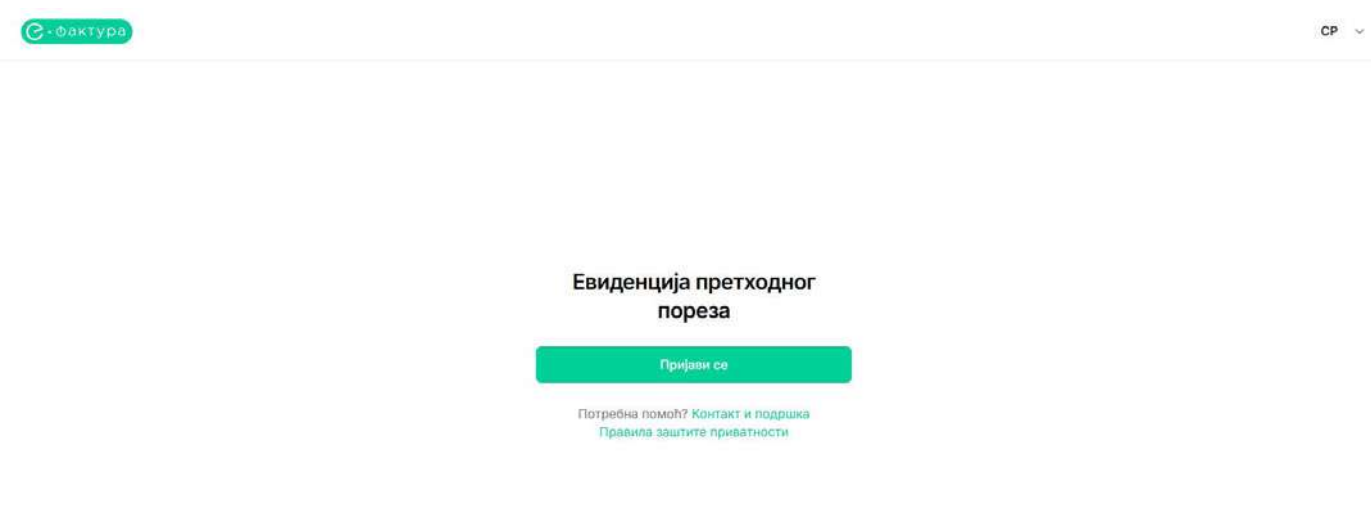 е-фактура
СР
Евиденција претходног
пореза
Пријави се
Потребна помоћ? Контакт и подршка
Правила заштите приватности